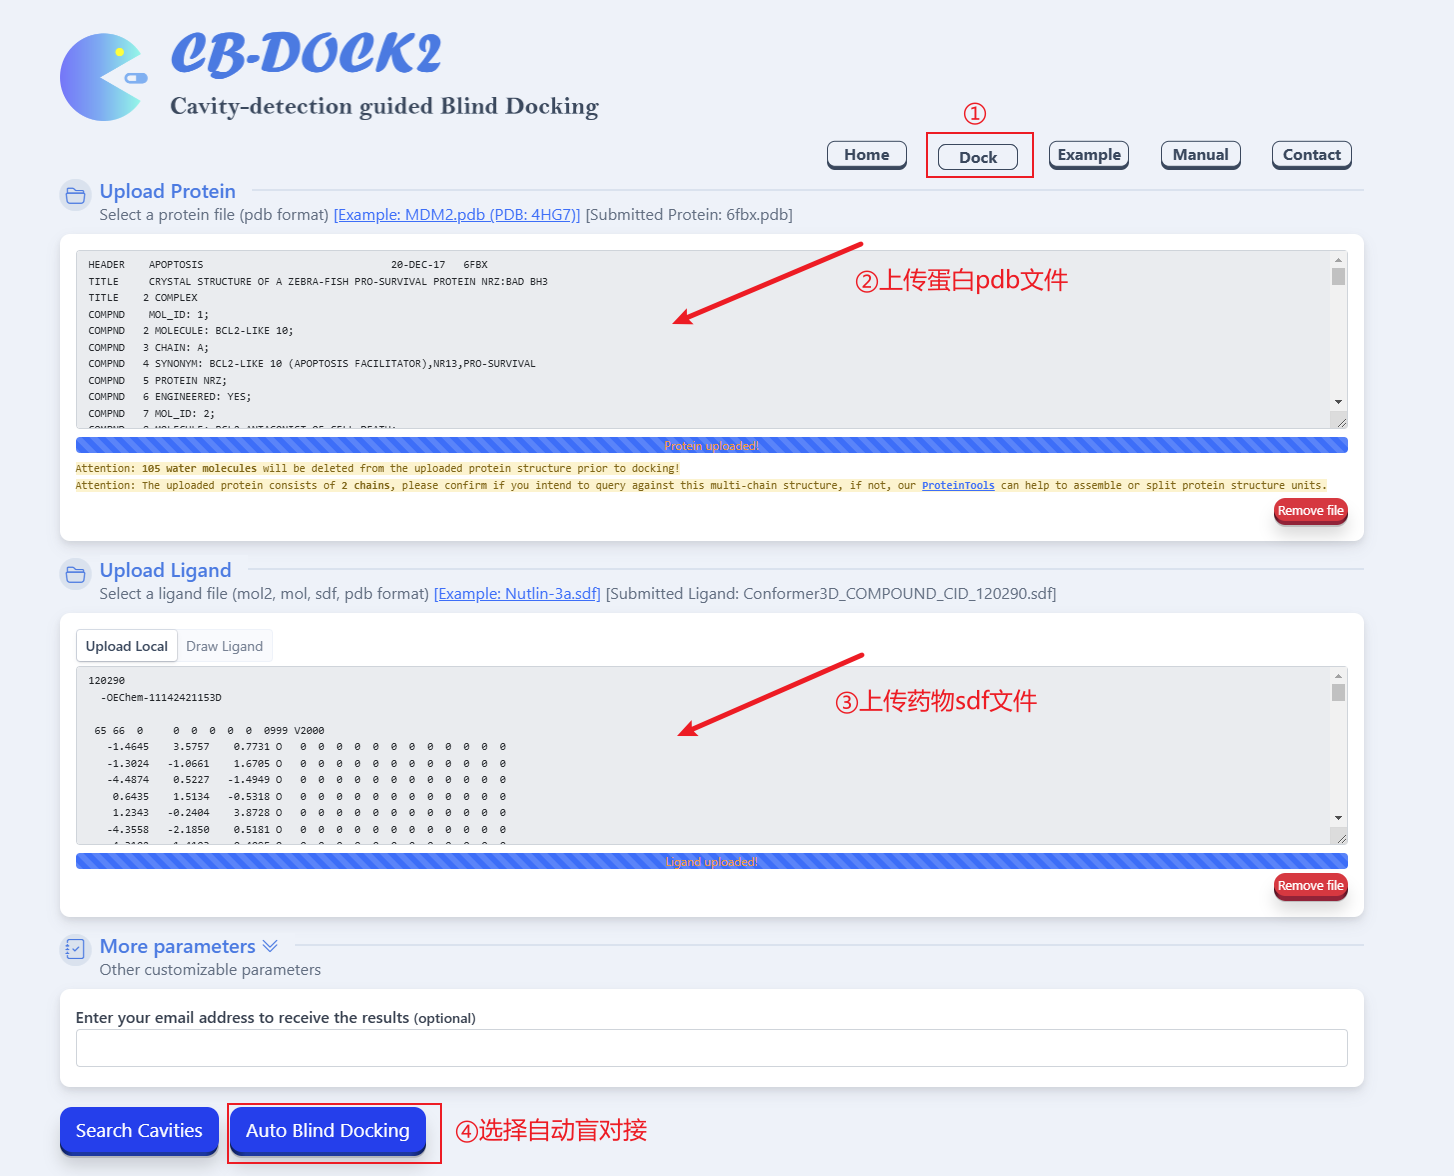 CB-DOCK2
Cavity-detection guided Blind Docking
①
Home Dock Example Manual Contact
Upload Protein
Select a protein file (pdb format) [Example: MDM2.pdb (PDB: 4HG7)] [Submitted Protein: 6fbx.pdb]
HEADER    APOPTOSIS                               20-DEC-17   6FBX
TITLE     CRYSTAL STRUCTURE OF A ZEBRA-FISH PRO-SURVIVAL PROTEIN NRZ:BAD BH3
TITLE    2 COMPLEX
COMPND    MOL_ID: 1;
COMPND   2 MOLECULE: BCL2-LIKE 10;
COMPND   3 CHAIN: A;
COMPND   4 SYNONYM: BCL2-LIKE 10 (APOPTOSIS FACILITATOR),NR13,PRO-SURVIVAL
COMPND   5 PROTEIN NRZ;
COMPND   6 ENGINEERED: YES;
COMPND   7 MOL_ID: 2;
②上传蛋白pdb文件
Protein uploaded!
Attention: 105 water molecules will be deleted from the uploaded protein structure prior to docking!
Attention: The uploaded protein consists of 2 chains, please confirm if you intend to query against this multi-chain structure, if not, our ProteinTools can help to assemble or split protein structure units.
Remove file
Upload Ligand
Select a ligand file (mol2, mol, sdf, pdb format) [Example: Nutlin-3a.sdf] [Submitted Ligand: Conformer3D_COMPOUND_CID_120290.sdf]
Upload Local Draw Ligand
120290
-OEChem-11142421153D
65 66  0     0  0  0  0  0  0999 V2000
-1.4645    3.5757    0.7731 O   0  0  0  0  0  0  0  0  0  0  0  0
-1.3024   -1.0661    1.6705 O   0  0  0  0  0  0  0  0  0  0  0  0
-4.4874    0.5227   -1.4949 O   0  0  0  0  0  0  0  0  0  0  0  0
0.6435    1.5134   -0.5318 O   0  0  0  0  0  0  0  0  0  0  0  0
1.2343   -0.2404    3.8728 O   0  0  0  0  0  0  0  0  0  0  0  0
-4.3558   -2.1850    0.5181 O   0  0  0  0  0  0  0  0  0  0  0  0
③上传药物sdf文件
Ligand uploaded!
Remove file
More parameters
Other customizable parameters
Enter your email address to receive the results (optional)
Search Cavities Auto Blind Docking ④选择自动盲对接